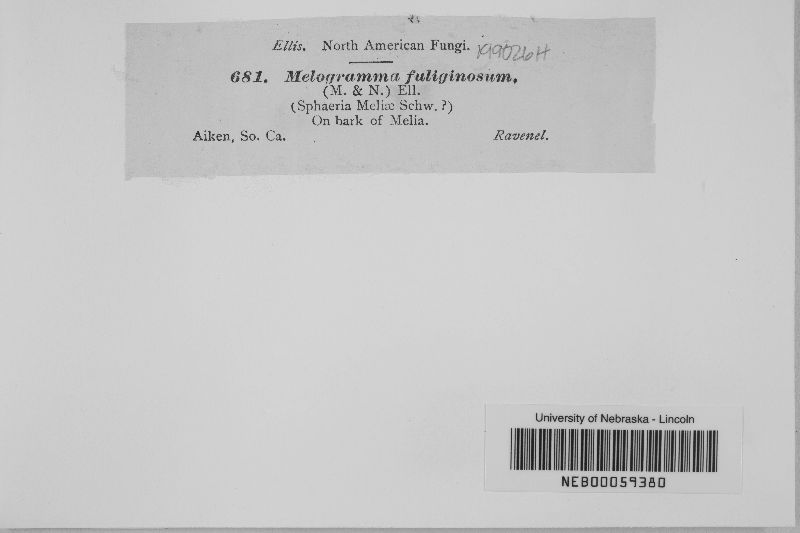 Ellis. North American Fungi. 199026H
681. Melogramma fuliginosum,
(M. & N.) Ell.
(Sphaeria Meliæ Schw. ?)
On bark of Melia.
Aiken, So. Ca. Ravenel.
University of Nebraska - Lincoln
NEB00059380